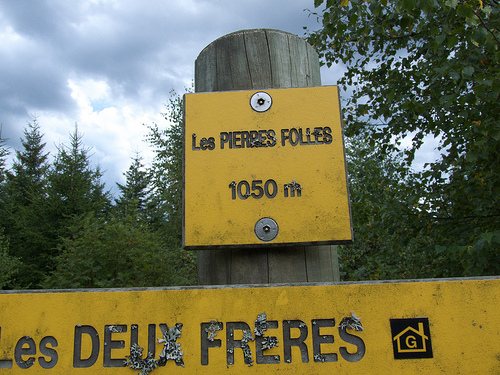 Les PIERRES FOLLES
1050 m
Les DEUX FRERES G